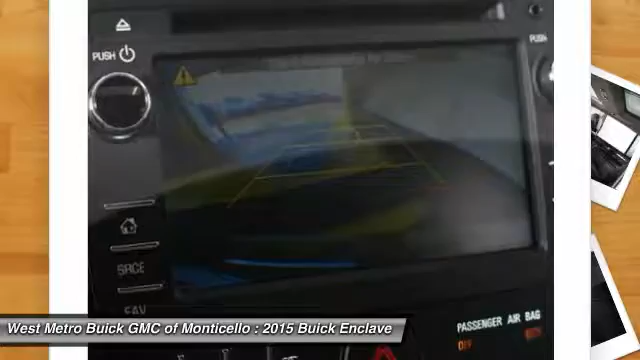 PUSH
PUSH
SRCE
FAV
West Metro Buick GMC of Monticello : 2015 Buick Enclave
PASSENGER AIR BAG
OFF